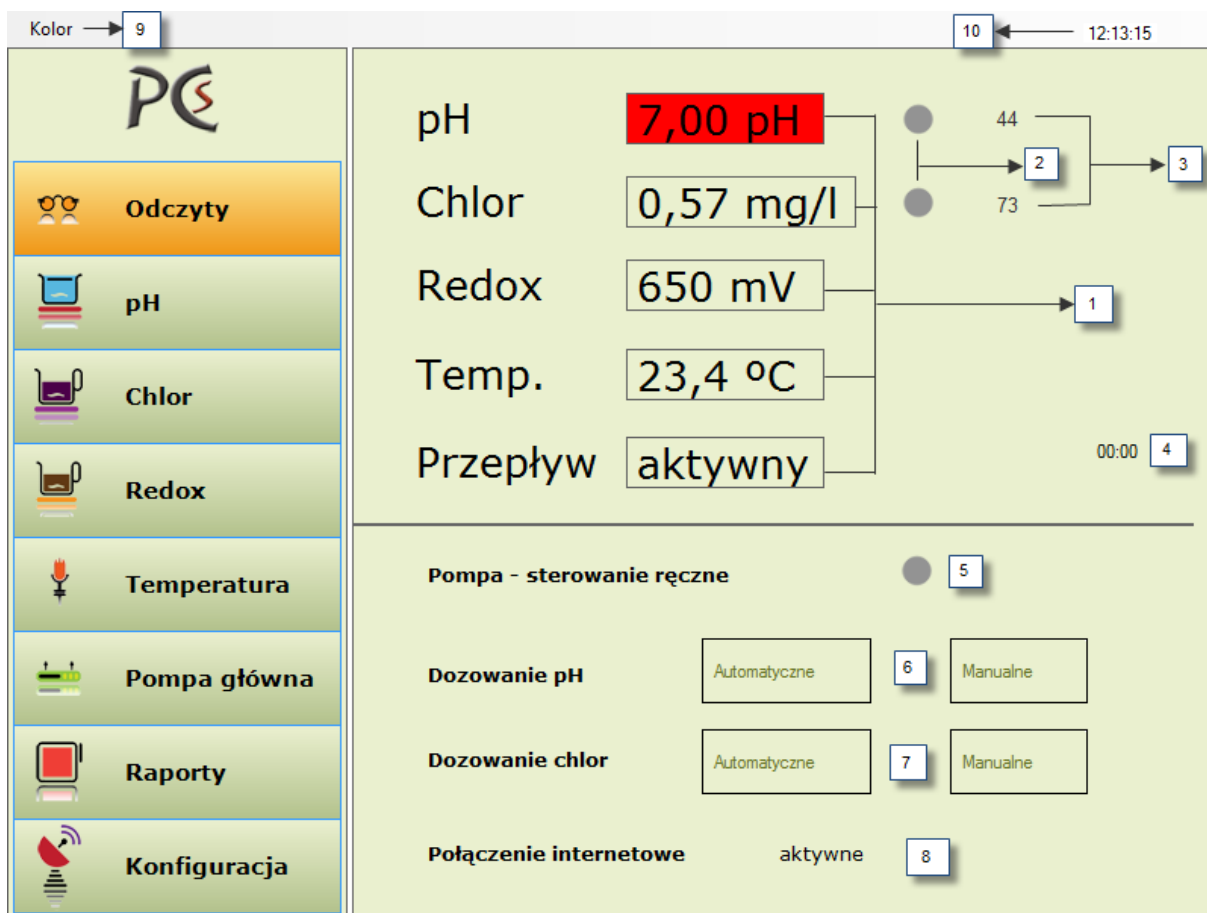 Kolor 9
10 12:13:15
PCs
Odczyty
pH
Chlor
Redox
Temperatura
Pompa główna
Raporty
Konfiguracja
pH 7,00 pH 44
2 3
Chlor 0,57 mg/l 73
Redox 650 mV 1
Temp. 23,4 ºC
Przepływ aktywny 00:00 4
Pompa - sterowanie ręczne 5
Dozowanie pH Automatyczne 6 Manualne
Dozowanie chlor Automatyczne 7 Manualne
Połączenie internetowe aktywne 8